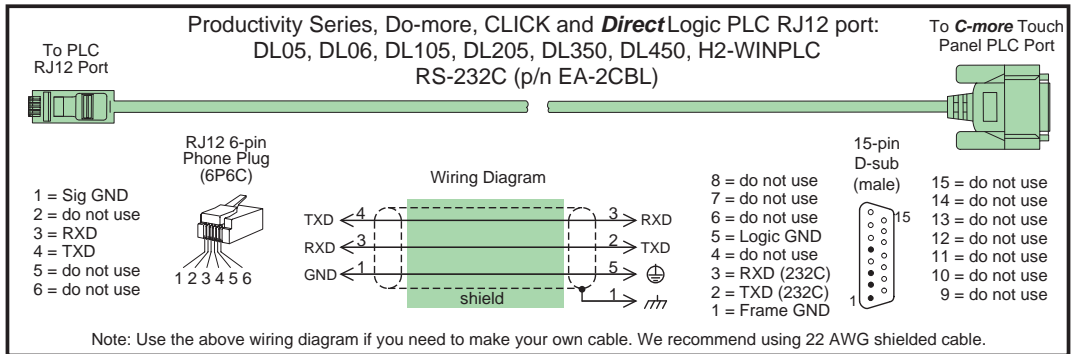 Productivity Series, Do-more, CLICK and DirectLogic PLC RJ12 port:
DL05, DL06, DL105, DL205, DL350, DL450, H2-WINPLC
RS-232C (p/n EA-2CBL)
To PLC
RJ12 Port
To C-more Touch
Panel PLC Port
RJ12 6-pin
Phone Plug
(6P6C)
1 = Sig GND
2 = do not use
3 = RXD
4 = TXD
5 = do not use
6 = do not use
1 2 3 4 5 6
Wiring Diagram
TXD 4 3 RXD
RXD 3 2 TXD
GND 1 5
shield 1
8 = do not use
7 = do not use
6 = do not use
5 = Logic GND
4 = do not use
3 = RXD (232C)
2 = TXD (232C)
1 = Frame GND
15-pin
D-sub
(male)
15
1
15 = do not use
14 = do not use
13 = do not use
12 = do not use
11 = do not use
10 = do not use
9 = do not use
Note: Use the above wiring diagram if you need to make your own cable. We recommend using 22 AWG shielded cable.